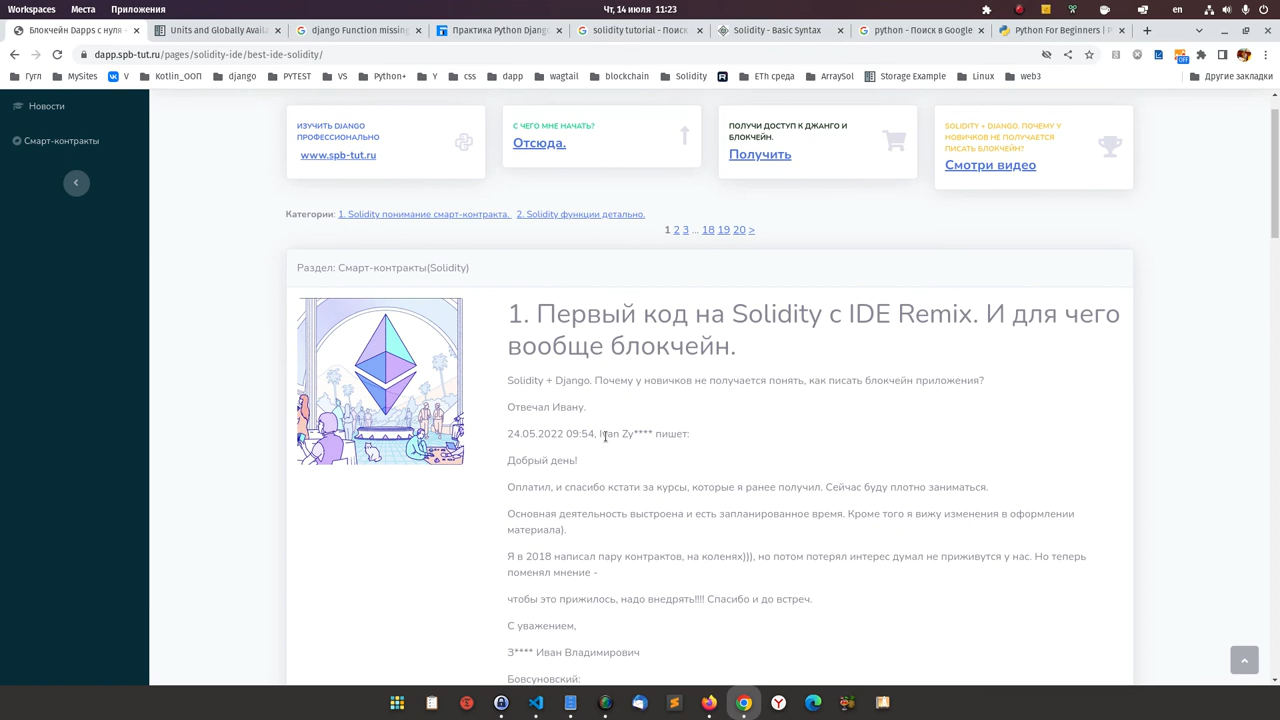 Workspaces Места Приложения Чт, 14 июля 11:23 en
Блокчейн Dapps с нуля - Units and Globally Avail django Function missing Практика Python Djang solidity tutorial - Поиск Solidity - Basic Syntax python - Поиск в Google Python For Beginners | P
dapp.spb-tut.ru/pages/solidity-ide/best-ide-solidity/
OFF
Гугл MySites V Kotlin_ООП django PYTEST VS Python+ Y css dapp wagtail blockchain Solidity ETh среда ArraySol Storage Example Linux web3 Другие закладки
Новости
Смарт-контракты
ИЗУЧИТЬ DJANGO
ПРОФЕССИОНАЛЬНО
www.spb-tut.ru
С ЧЕГО МНЕ НАЧАТЬ?
Отсюда.
ПОЛУЧИ ДОСТУП К ДЖАНГО И
БЛОКЧЕЙН.
Получить
SOLIDITY + DJANGO. ПОЧЕМУ У
НОВИЧКОВ НЕ ПОЛУЧАЕТСЯ
ПИСАТЬ БЛОКЧЕЙН?
Смотри видео
Категории: 1. Solidity понимание смарт-контракта. 2. Solidity функции детально.
1 2 3 ... 18 19 20 >
Раздел: Смарт-контракты(Solidity)
1. Первый код на Solidity с IDE Remix. И для чего
вообще блокчейн.
Solidity + Django. Почему у новичков не получается понять, как писать блокчейн приложения?
Отвечал Ивану.
24.05.2022 09:54, Ivan Zy**** пишет:
Добрый день!
Оплатил, и спасибо кстати за курсы, которые я ранее получил. Сейчас буду плотно заниматься.
Основная деятельность выстроена и есть запланированное время. Кроме того я вижу изменения в оформлении
материала).
Я в 2018 написал пару контрактов, на коленях))), но потом потерял интерес думал не приживутся у нас. Но теперь
поменял мнение -
чтобы это прижилось, надо внедрять!!!! Спасибо и до встреч.
С уважением,
З**** Иван Владимирович
Бовсуновский: